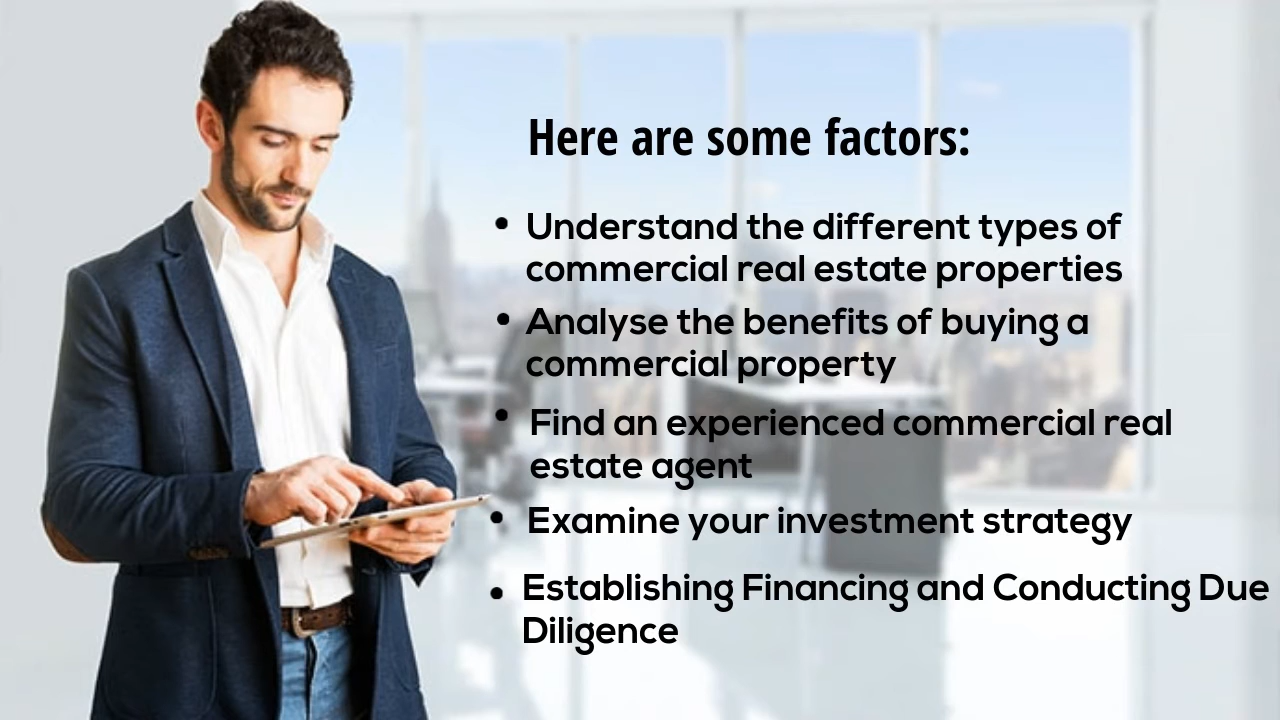 Here are some factors:
• Understand the different types of
commercial real estate properties
• Analyse the benefits of buying a
commercial property
• Find an experienced commercial real
estate agent
• Examine your investment strategy
• Establishing Financing and Conducting Due
Diligence